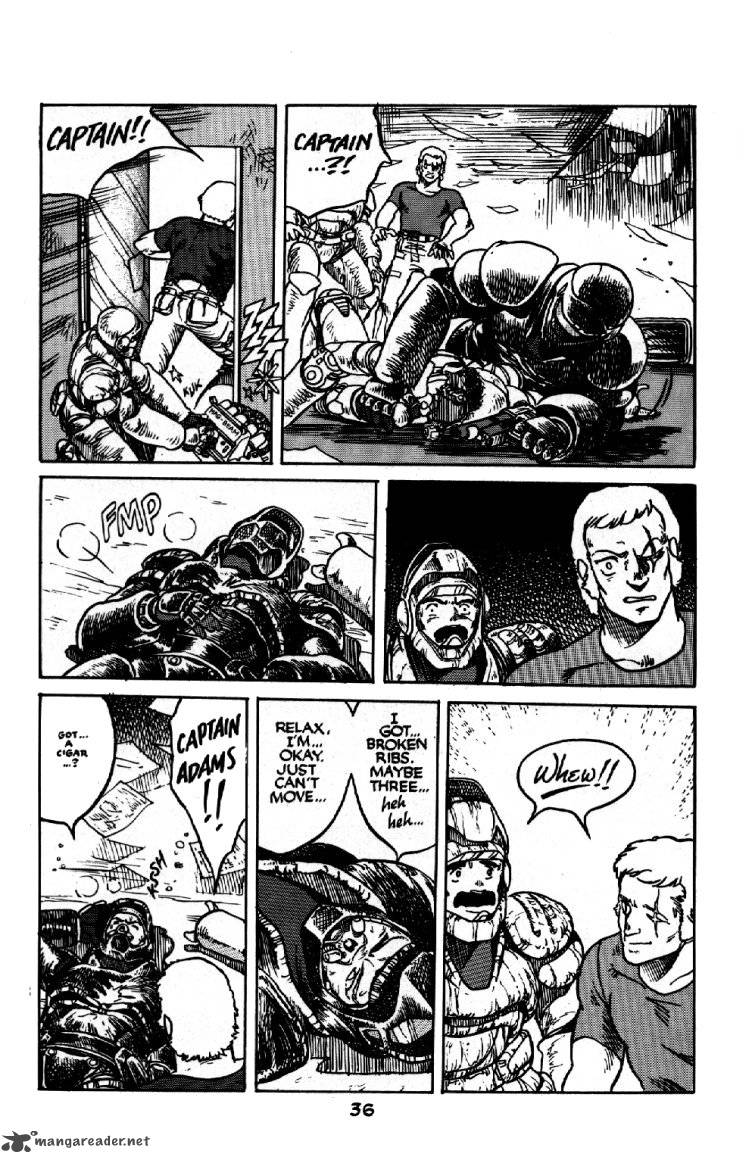 CAPTAIN!!
CAPTAIN
...?!
KUK
FMP
GOT...
A
CIGAR
...?
CAPTAIN
ADAMS
!!
RELAX,
I'M...
OKAY.
JUST
CAN'T
MOVE...
I
GOT...
BROKEN
RIBS.
MAYBE
THREE...
heh
heh...
WHEW!!
36
mangareader.net